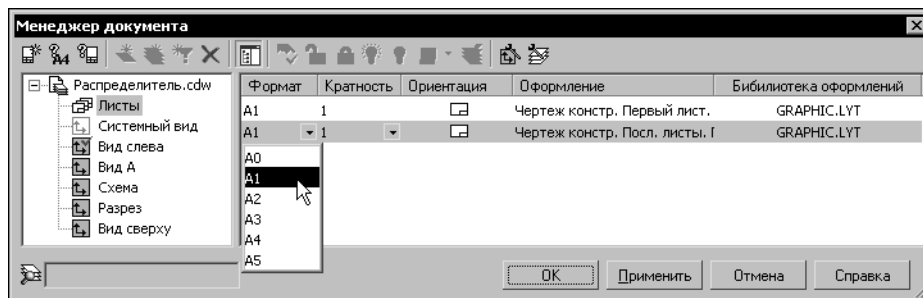 Менеджер документа
A4
Распределитель.cdw
Листы
Системный вид
Вид слева
Вид А
Схема
Разрез
Вид сверху
Формат Кратность Ориентация Оформление Бибилиотека оформлений
A1 1 Чертеж констр. Первый лист. GRAPHIC.LYT
A1 1 Чертеж констр. Посл. листы. GRAPHIC.LYT
A0
A1
A2
A3
A4
A5
OK Применить Отмена Справка